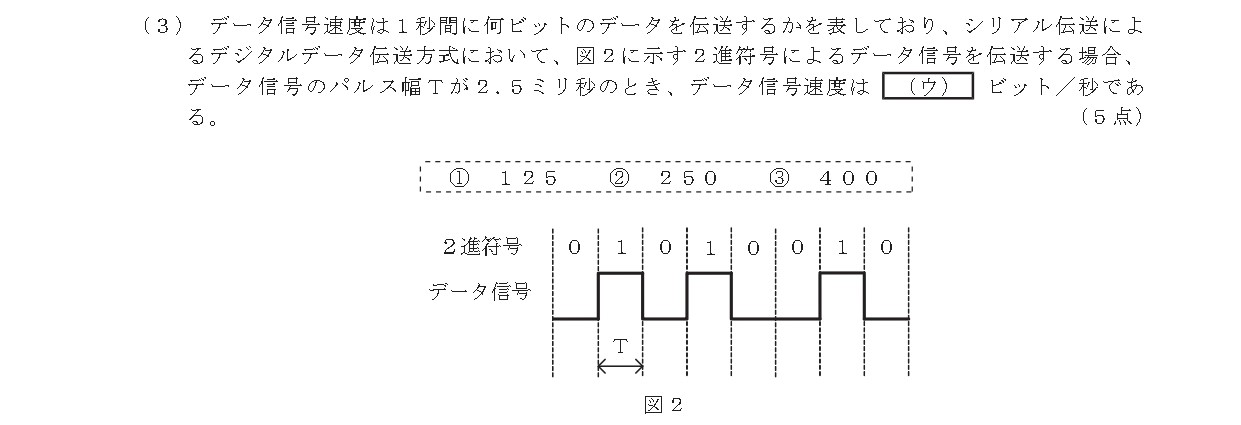 （３） データ信号速度は１秒間に何ビットのデータを伝送するかを表しており、シリアル伝送によ
るデジタルデータ伝送方式において、図２に示す２進符号によるデータ信号を伝送する場合、
データ信号のパルス幅Ｔが２.５ミリ秒のとき、データ信号速度は （ウ） ビット／秒であ
る。 （５点）
① １２５ ② ２５０ ③ ４００
２進符号 ０ １ ０ １ ０ ０ １ ０
データ信号
Ｔ
図２